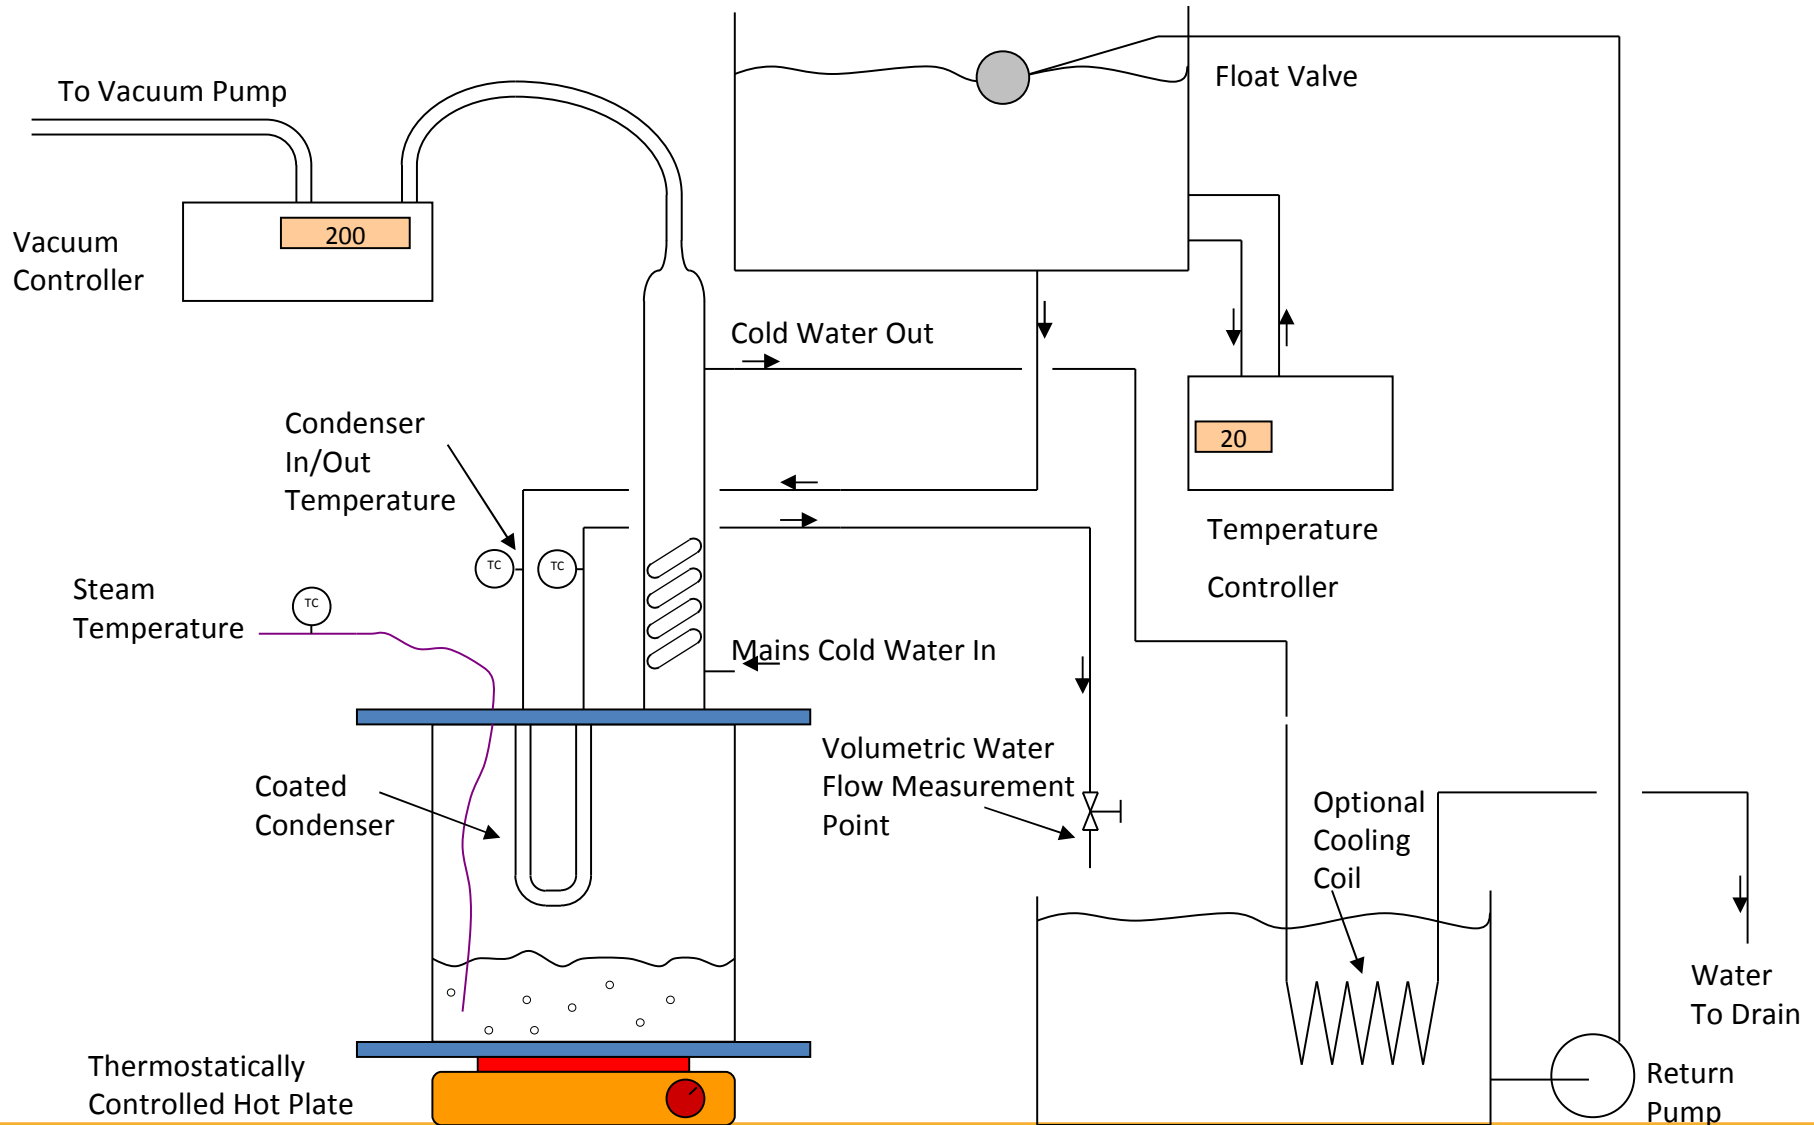 To Vacuum Pump
Float Valve
200
Vacuum
Controller
Cold Water Out
Condenser
In/Out
Temperature
20
Temperature
Controller
TC
TC
Steam
Temperature
TC
Mains Cold Water In
Volumetric Water
Flow Measurement
Point
Coated
Condenser
Optional
Cooling
Coil
Water
To Drain
Thermostatically
Controlled Hot Plate
Return
Pump